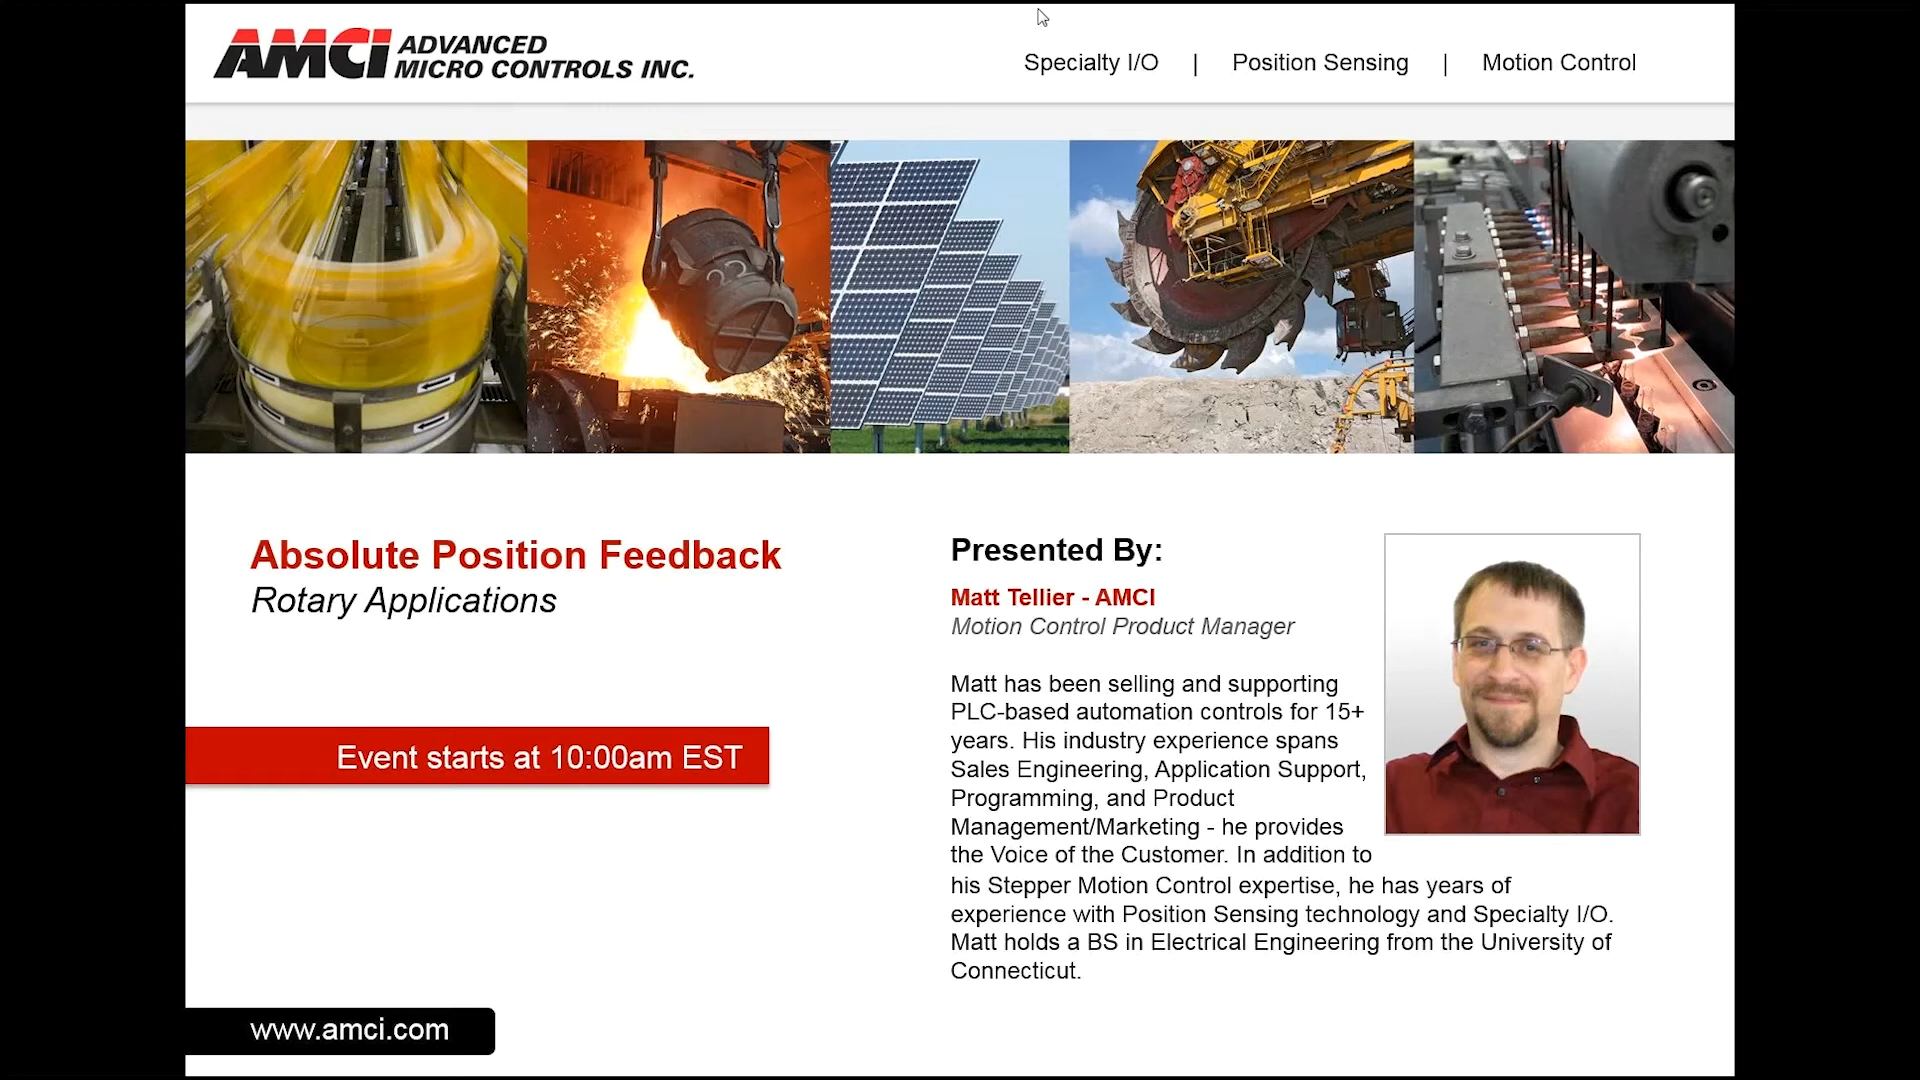 AMCI ADVANCED
MICRO CONTROLS INC.
Specialty I/O | Position Sensing | Motion Control
22
Absolute Position Feedback
Rotary Applications
Event starts at 10:00am EST
www.amci.com
Presented By:
Matt Tellier - AMCI
Motion Control Product Manager
Matt has been selling and supporting
PLC-based automation controls for 15+
years. His industry experience spans
Sales Engineering, Application Support,
Programming, and Product
Management/Marketing - he provides
the Voice of the Customer. In addition to
his Stepper Motion Control expertise, he has years of
experience with Position Sensing technology and Specialty I/O.
Matt holds a BS in Electrical Engineering from the University of
Connecticut.